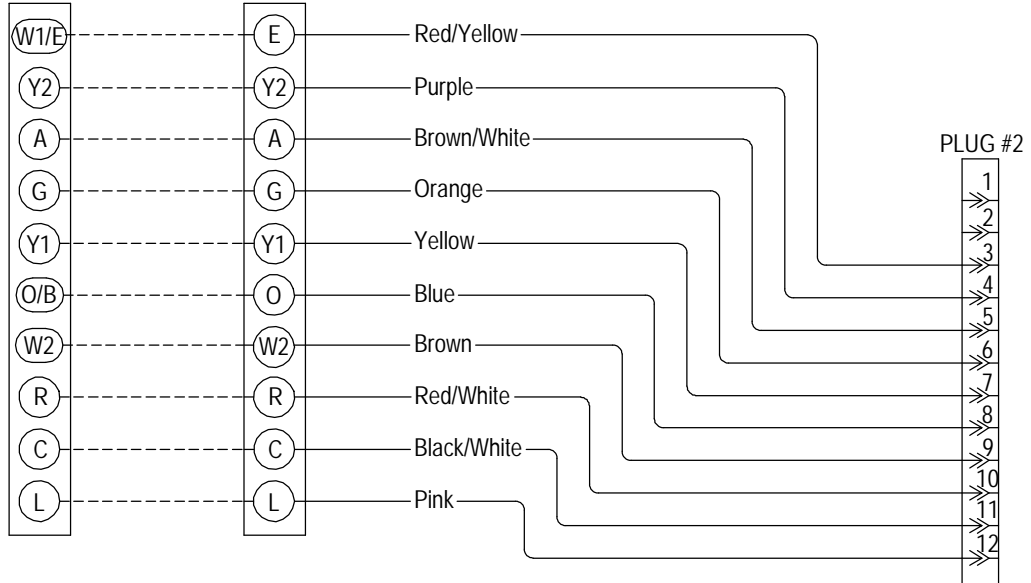 W1/E E Red/Yellow
Y2 Y2 Purple
A A Brown/White
PLUG #2
1
G G Orange
2
Y1 Y1 Yellow
3
O/B O Blue
4
5
W2 W2 Brown
6
7
R R Red/White
8
C C Black/White
9
10
L L Pink
11
12